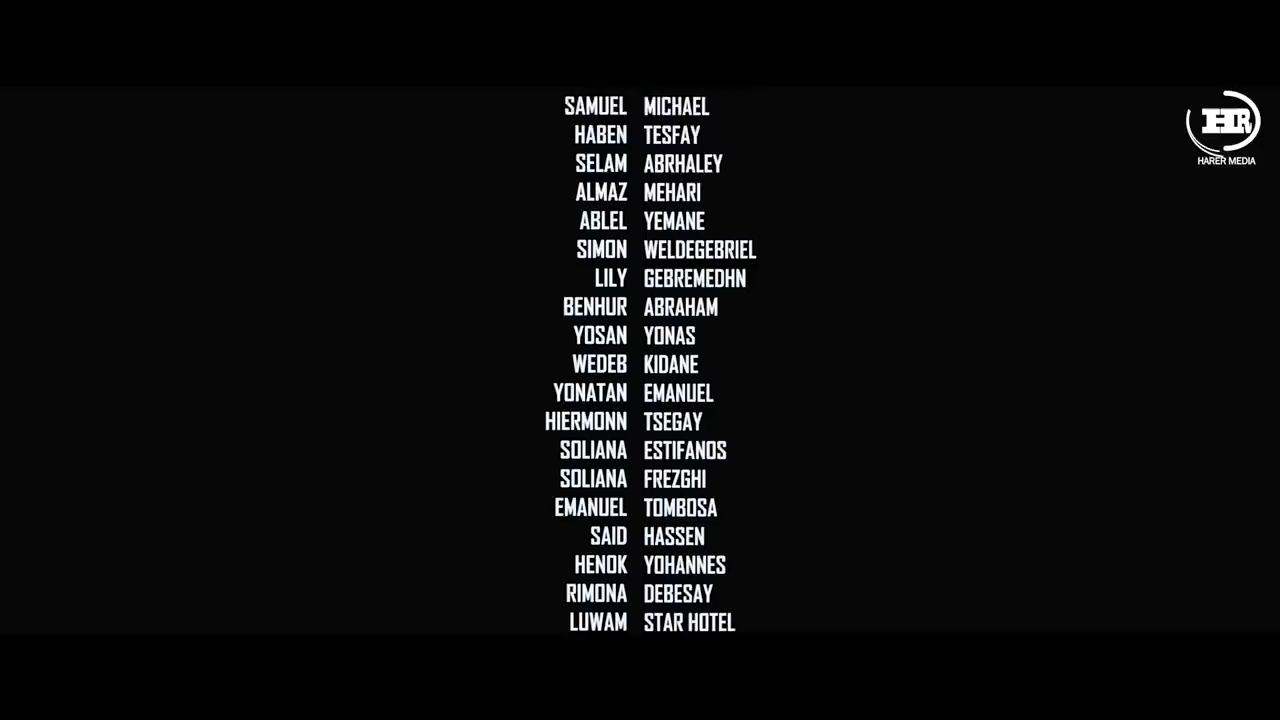 SAMUEL MICHAEL
HABEN TESFAY
SELAM ABRHALEY
ALMAZ MEHARI
ABLEL YEMANE
SIMON WELDEGEBRIEL
LILY GEBREMEDHN
BENHUR ABRAHAM
YOSAN YONAS
WEDEB KIDANE
YONATAN EMANUEL
HIERMONN TSEGAY
SOLIANA ESTIFANOS
SOLIANA FREZGHI
EMANUEL TOMBOSA
SAID HASSEN
HENOK YOHANNES
RIMONA DEBESAY
LUWAM STAR HOTEL
HR
HARER MEDIA